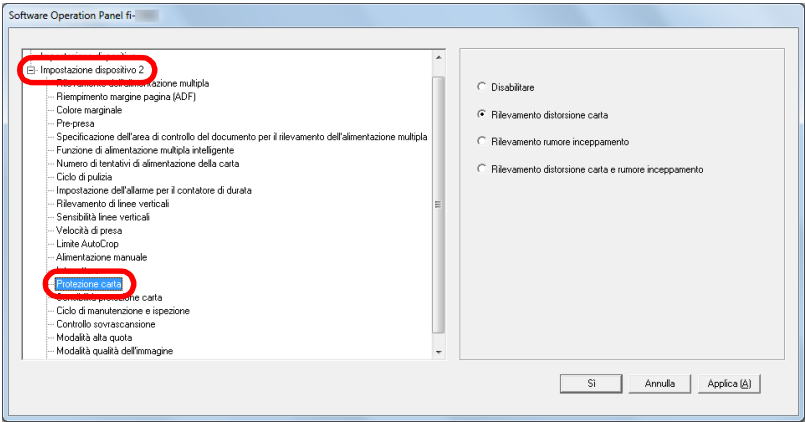 Software Operation Panel fi-
Impostazione dispositivo
Impostazione dispositivo 2
Rilevamento dell'alimentazione multipla
Riempimento margine pagina (ADF)
Colore marginale
Pre-presa
Specificazione dell'area di controllo del documento per il rilevamento dell'alimentazione multipla
Funzione di alimentazione multipla intelligente
Numero di tentativi di alimentazione della carta
Ciclo di pulizia
Impostazione dell'allarme per il contatore di durata
Rilevamento di linee verticali
Sensibilità linee verticali
Velocità di presa
Limite AutoCrop
Alimentazione manuale
Protezione carta
Sensibilità protezione carta
Ciclo di manutenzione e ispezione
Controllo sovrascansione
Modalità alta quota
Modalità qualità dell'immagine
Disabilitare
Rilevamento distorsione carta
Rilevamento rumore inceppamento
Rilevamento distorsione carta e rumore inceppamento
Sì
Annulla
Applica (A)